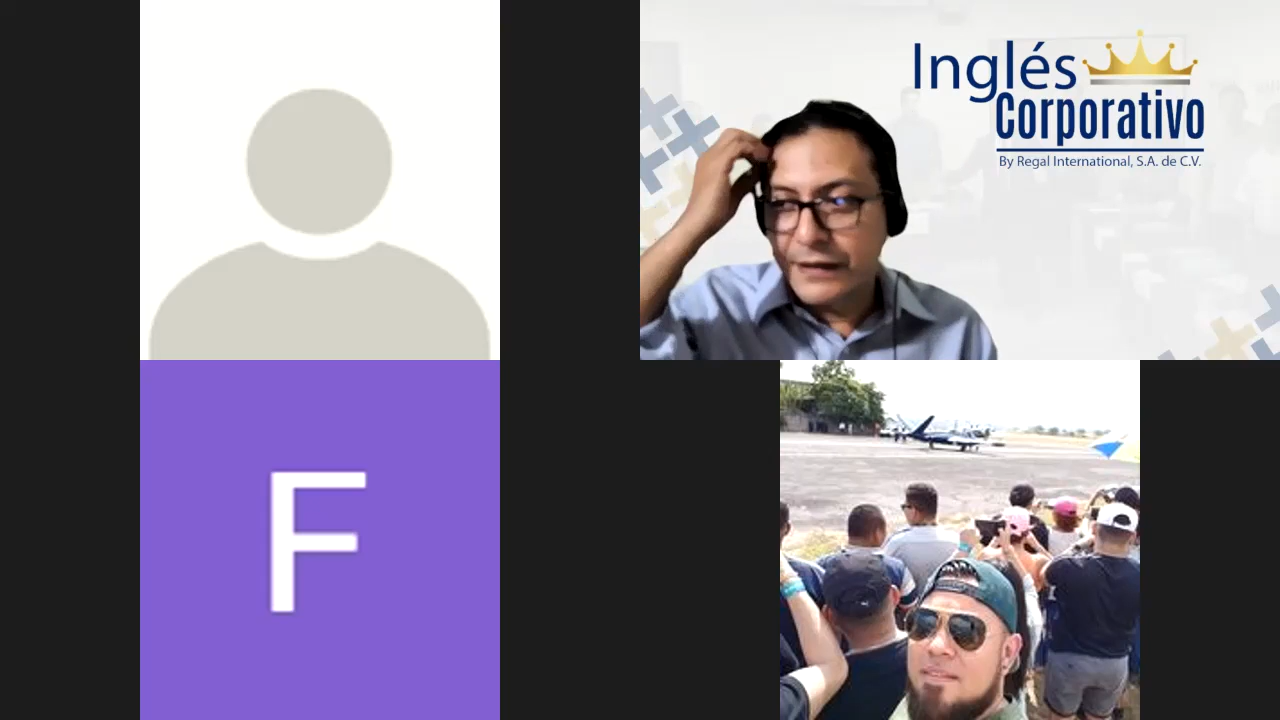 Inglés
Corporativo
By Regal International, S.A. de C.V.
F